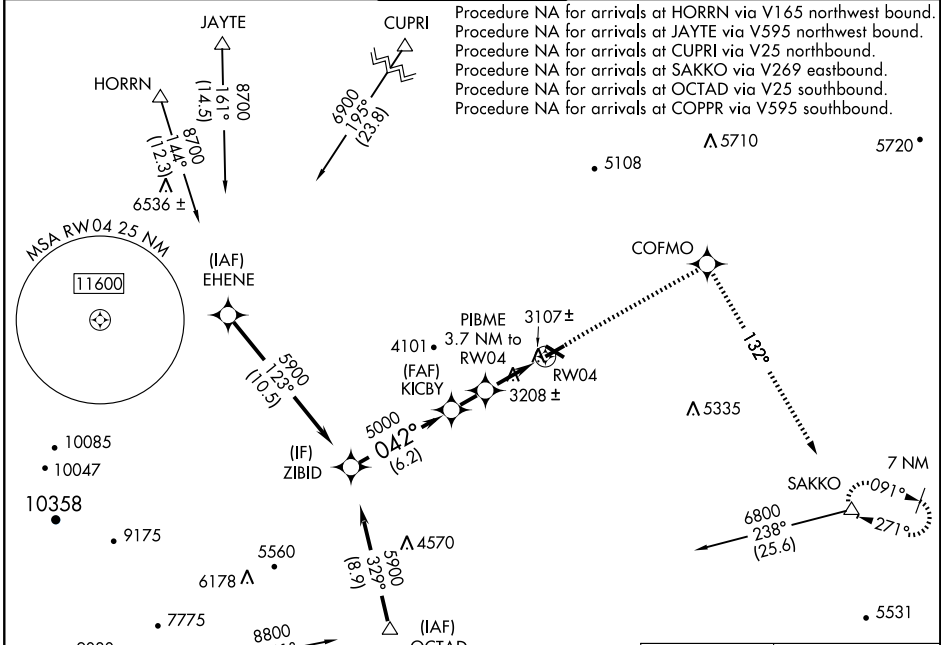 Procedure NA for arrivals at HORRN via V165 northwest bound.
Procedure NA for arrivals at JAYTE via V595 northwest bound.
Procedure NA for arrivals at CUPRI via V25 northbound.
Procedure NA for arrivals at SAKKO via V269 eastbound.
Procedure NA for arrivals at OCTAD via V25 southbound.
Procedure NA for arrivals at COPPR via V595 southbound.
JAYTE
CUPRI
HORRN
8700
161°
(14.5)
6900
195°
(23.8)
8700
144°
(12.3)
6536 ±
5710
5720
5108
MSA RW04 25 NM
11600
(IAF)
EHENE
COFMO
PIBME
3.7 NM to
RW04
3107 ±
4101
(FAF)
KICBY
RW04
3208 ±
5900
123°
(10.5)
132°
5000
042°
(6.2)
5335
(IF)
ZIBID
10085
10047
10358
7 NM
SAKKO
091°
271°
6800
238°
(25.6)
9175
5560
6178
4570
5900
329°
(8.9)
7775
5531
8800
(IAF)
OCTAD